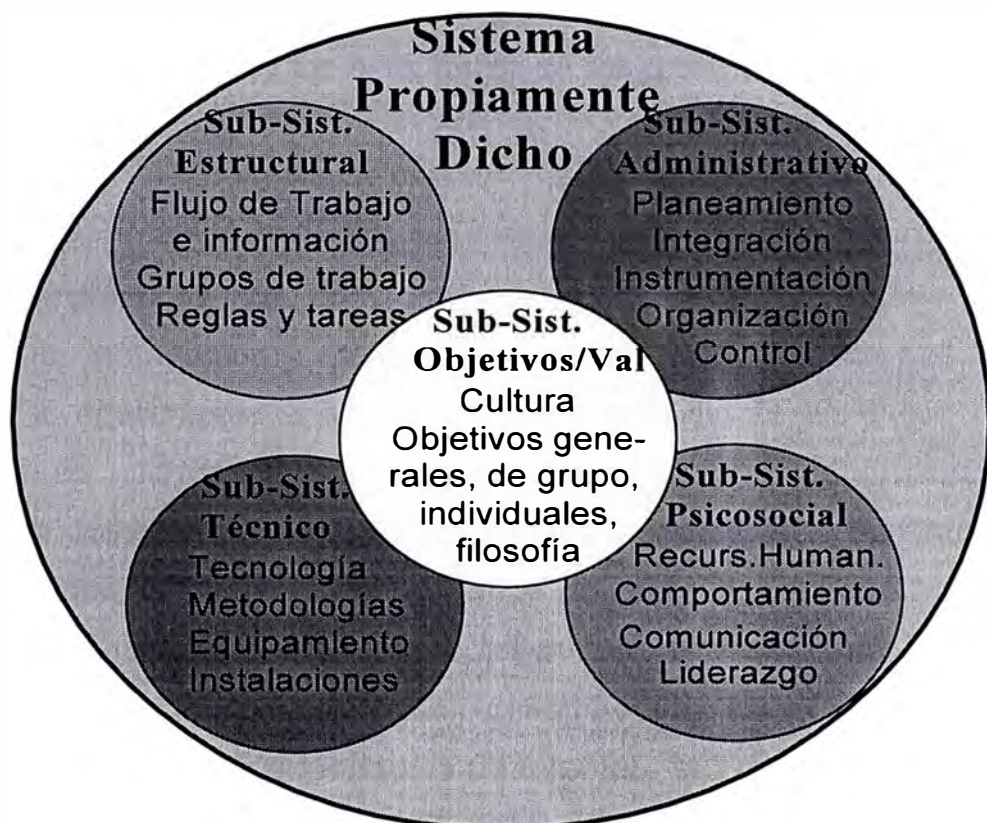 Sistema
Propiamente
Dicho
Sub-Sist.
Estructural
Flujo de Trabajo
e información
Grupos de trabajo
Reglas y tareas
Sub-Sist.
Administrativo
Planeamiento
Integración
Instrumentación
Organización
Control
Sub-Sist.
Objetivos/Val
Cultura
Objetivos gene-
rales, de grupo,
individuales,
filosofía
Sub-Sist.
Técnico
Tecnología
Metodologías
Equipamiento
Instalaciones
Sub-Sist.
Psicosocial
Recurs.Human.
Comportamiento
Comunicación
Liderazgo